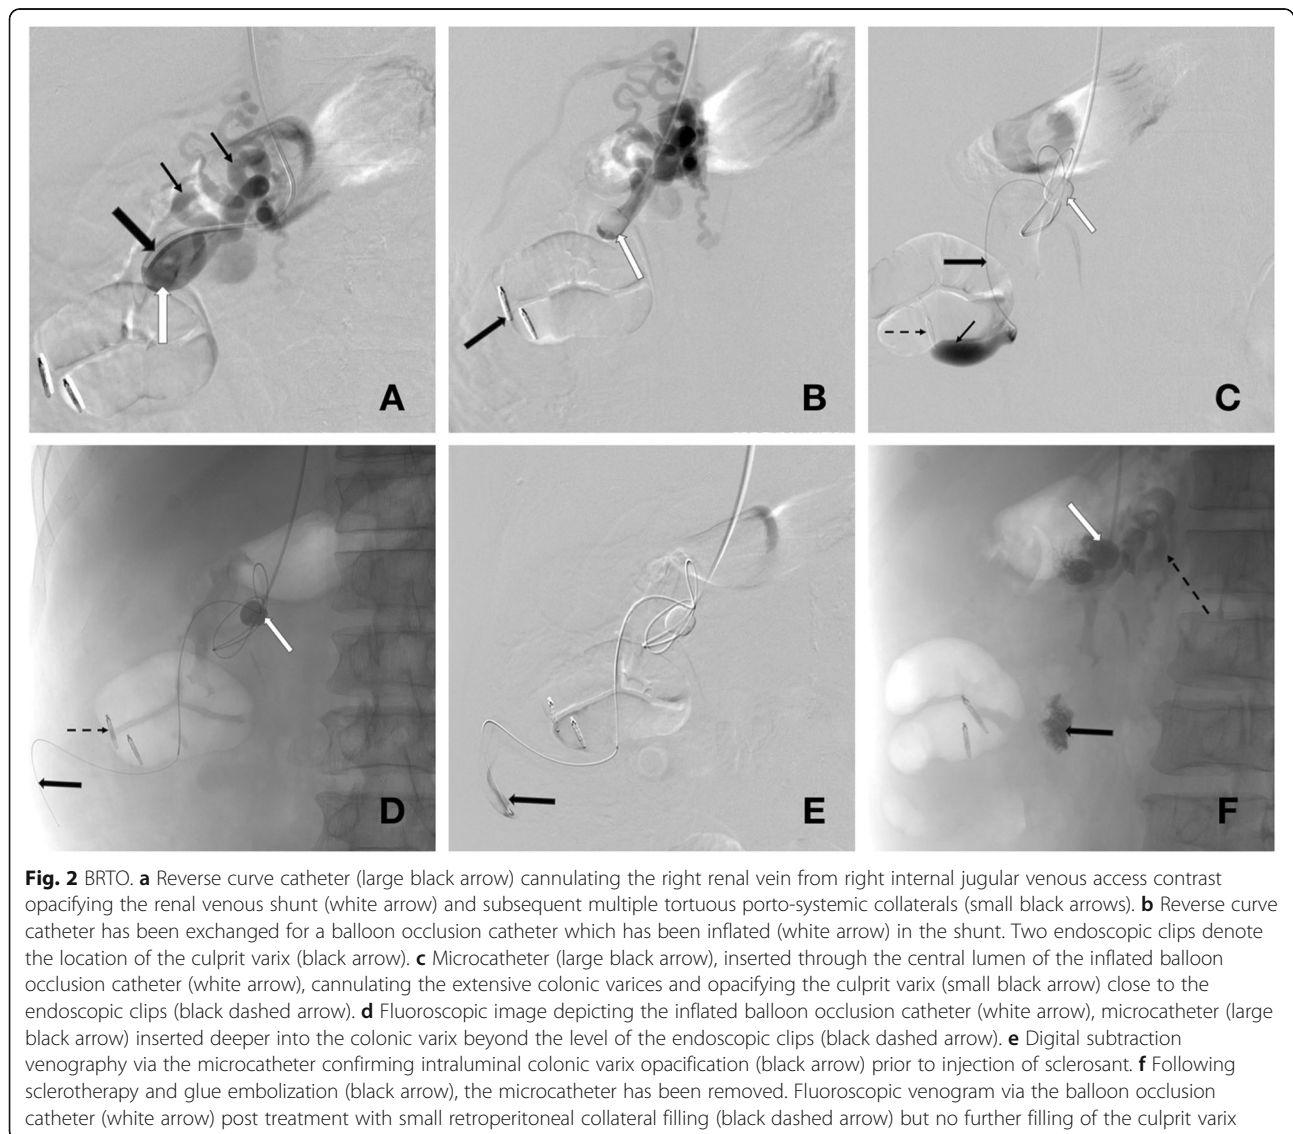 A
B
C
D
E
F
Fig. 2 BRTO. a Reverse curve catheter (large black arrow) cannulating the right renal vein from right internal jugular venous access contrast
opacifying the renal venous shunt (white arrow) and subsequent multiple tortuous porto-systemic collaterals (small black arrows). b Reverse curve
catheter has been exchanged for a balloon occlusion catheter which has been inflated (white arrow) in the shunt. Two endoscopic clips denote
the location of the culprit varix (black arrow). c Microcatheter (large black arrow), inserted through the central lumen of the inflated balloon
occlusion catheter (white arrow), cannulating the extensive colonic varices and opacifying the culprit varix (small black arrow) close to the
endoscopic clips (black dashed arrow). d Fluoroscopic image depicting the inflated balloon occlusion catheter (white arrow), microcatheter (large
black arrow) inserted deeper into the colonic varix beyond the level of the endoscopic clips (black dashed arrow). e Digital subtraction
venography via the microcatheter confirming intraluminal colonic varix opacification (black arrow) prior to injection of sclerosant. f Following
sclerotherapy and glue embolization (black arrow), the microcatheter has been removed. Fluoroscopic venogram via the balloon occlusion
catheter (white arrow) post treatment with small retroperitoneal collateral filling (black dashed arrow) but no further filling of the culprit varix